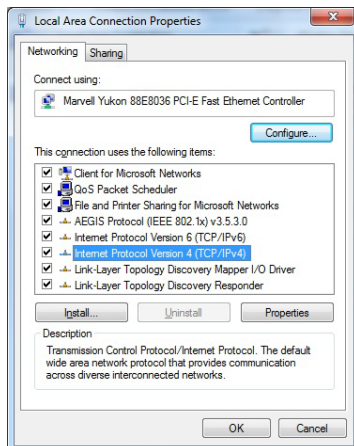 Local Area Connection Properties
Networking
Sharing
Connect using:
Marvell Yukon 88E8036 PCI-E Fast Ethernet Controller
Configure...
This connection uses the following items:
Client for Microsoft Networks
QoS Packet Scheduler
File and Printer Sharing for Microsoft Networks
AEGIS Protocol (IEEE 802.1x) v3.5.3.0
Internet Protocol Version 6 (TCP/IPv6)
Internet Protocol Version 4 (TCP/IPv4)
Link-Layer Topology Discovery Mapper I/O Driver
Link-Layer Topology Discovery Responder
Install...
Uninstall
Properties
Description
Transmission Control Protocol/Internet Protocol. The default
wide area network protocol that provides communication
across diverse interconnected networks.
OK
Cancel